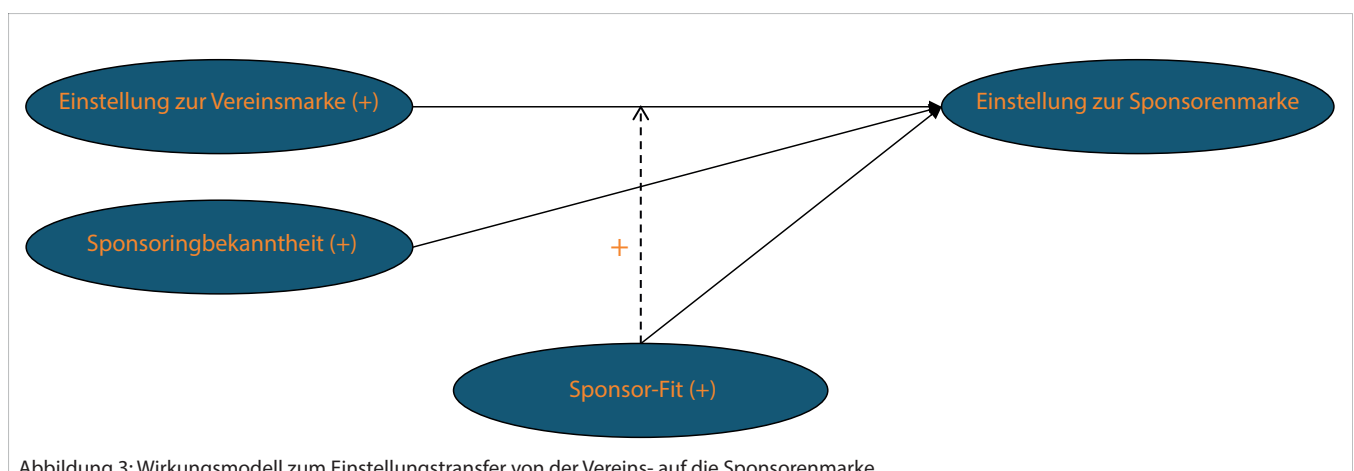 Einstellung zur Vereinsmarke (+)
Einstellung zur Sponsorenmarke
Sponsoringbekanntheit (+)
+
Sponsor-Fit (+)
Abbildung 3: Wirkungsmodell zum Einstellungstransfer von der Vereins- auf die Sponsorenmarke